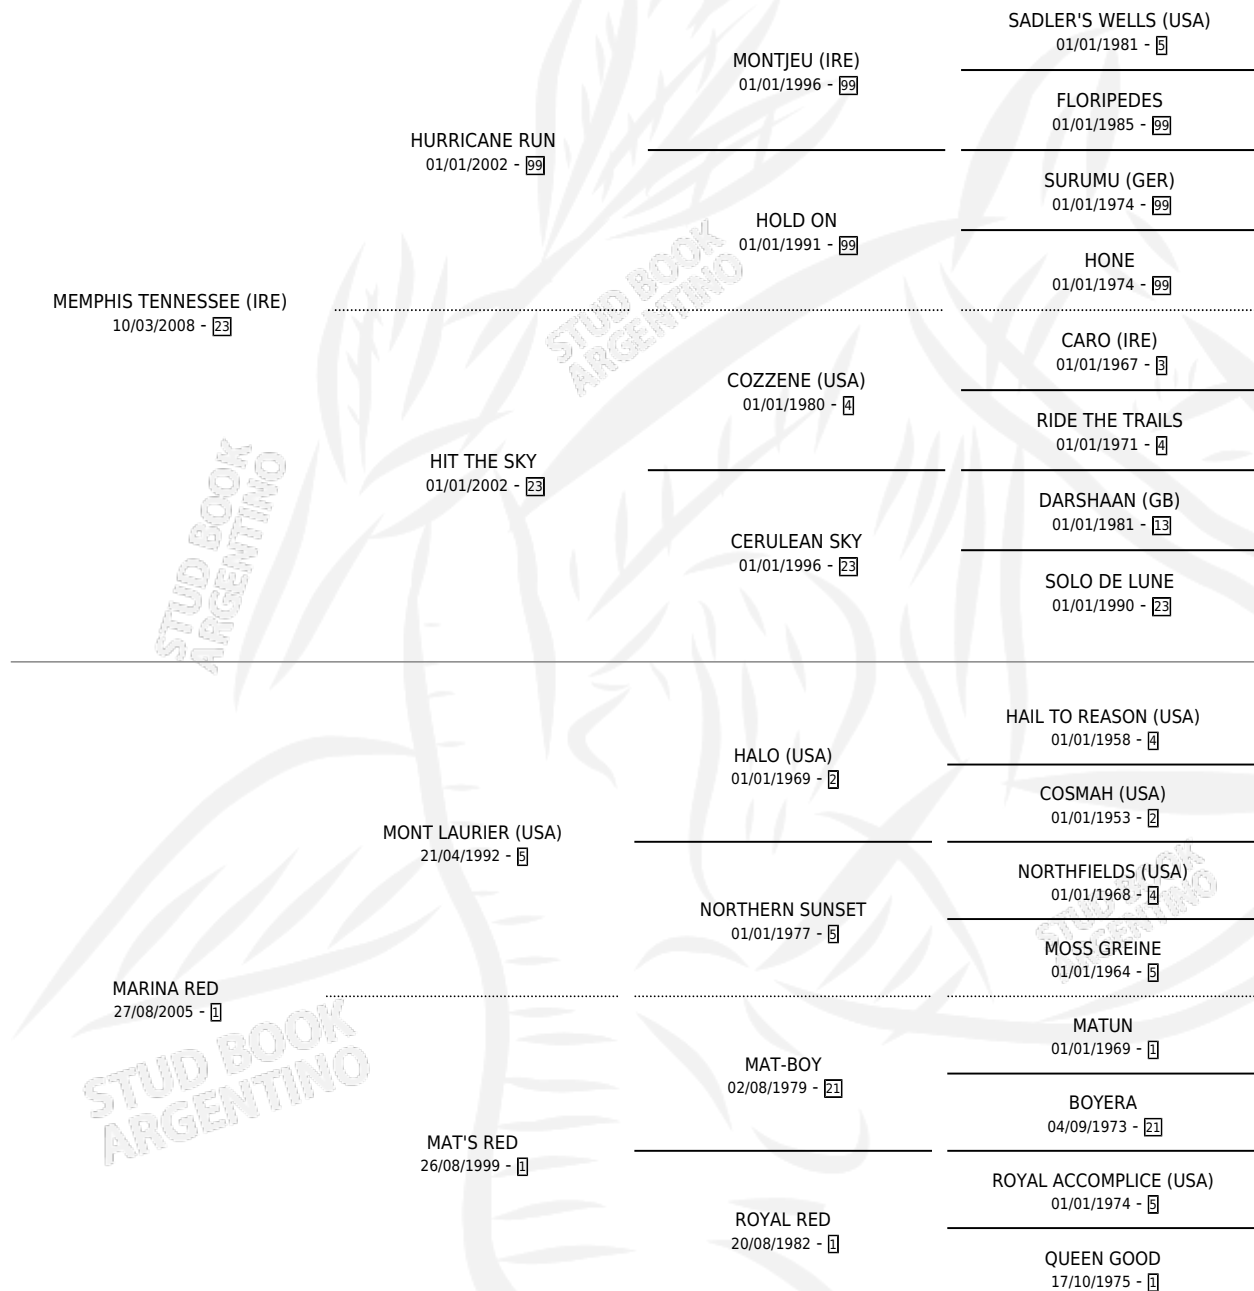 SADLER'S WELLS (USA)
01/01/1981 - 5
MONTJEU (IRE)
01/01/1996 - 99
FLORIPEDES
01/01/1985 - 99
HURRICANE RUN
01/01/2002 - 99
SURUMU (GER)
01/01/1974 - 99
HOLD ON
01/01/1991 - 99
HONE
01/01/1974 - 99
MEMPHIS TENNESSEE (IRE)
10/03/2008 - 23
STUD BOOK
ARGENTINO
CARO (IRE)
01/01/1967 - 3
COZZENE (USA)
01/01/1980 - 4
RIDE THE TRAILS
01/01/1971 - 4
HIT THE SKY
01/01/2002 - 23
DARSHAAN (GB)
01/01/1981 - 13
CERULEAN SKY
01/01/1996 - 23
SOLO DE LUNE
01/01/1990 - 23
STUD BOOK
ARGENTINO
HAIL TO REASON (USA)
01/01/1958 - 4
HALO (USA)
01/01/1969 - 2
COSMAH (USA)
01/01/1953 - 2
MONT LAURIER (USA)
21/04/1992 - 5
NORTHFIELDS (USA)
01/01/1968 - 4
STUD BOOK
ARGENTINO
NORTHERN SUNSET
01/01/1977 - 5
MOSS GREINE
01/01/1964 - 5
MARINA RED
27/08/2005 - 1
STUD BOOK
ARGENTINO
MATUN
01/01/1969 - 1
MAT-BOY
02/08/1979 - 21
BOYERA
04/09/1973 - 21
MAT'S RED
26/08/1999 - 1
ROYAL ACCOMPLICE (USA)
01/01/1974 - 5
ROYAL RED
20/08/1982 - 1
QUEEN GOOD
17/10/1975 - 1